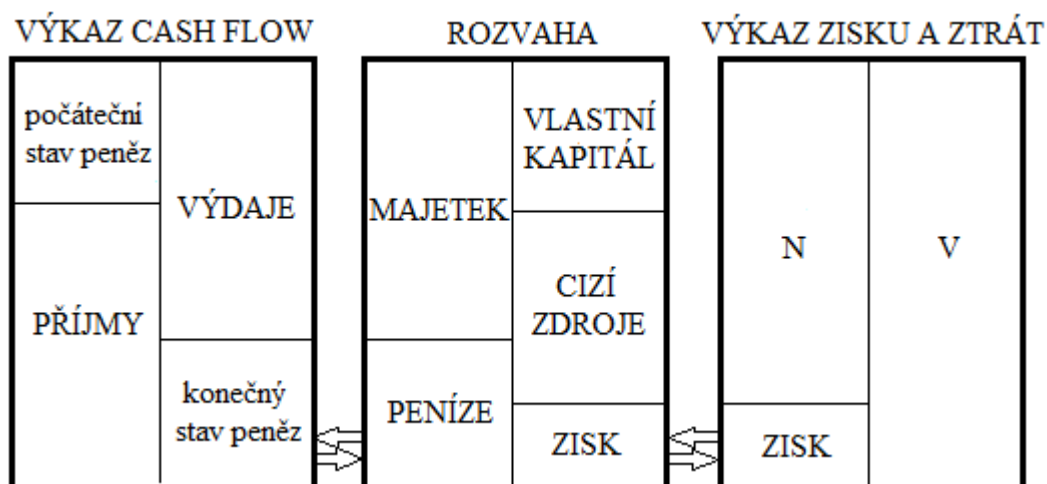 VÝKAZ CASH FLOW
počáteční
stav peněz
VÝDAJE
PŘÍJMY
konečný
stav peněz
ROZVAHA
MAJETEK
VLASTNÍ
KAPITÁL
CIZÍ
ZDROJE
PENÍZE
ZISK
VÝKAZ ZISKU A ZTRÁT
N
V
ZISK